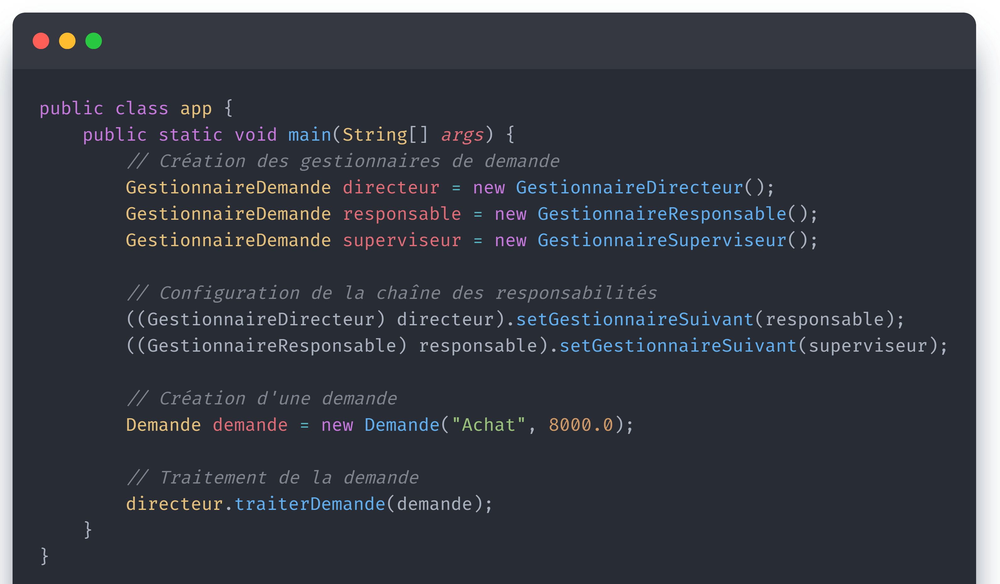 public class app {
    public static void main(String[] args) {
        // Création des gestionnaires de demande
        GestionnaireDemande directeur = new GestionnaireDirecteur();
        GestionnaireDemande responsable = new GestionnaireResponsable();
        GestionnaireDemande superviseur = new GestionnaireSuperviseur();

        // Configuration de la chaîne des responsabilités
        ((GestionnaireDirecteur) directeur).setGestionnaireSuivant(responsable);
        ((GestionnaireResponsable) responsable).setGestionnaireSuivant(superviseur);

        // Création d'une demande
        Demande demande = new Demande("Achat", 8000.0);

        // Traitement de la demande
        directeur.traiterDemande(demande);
    }
}